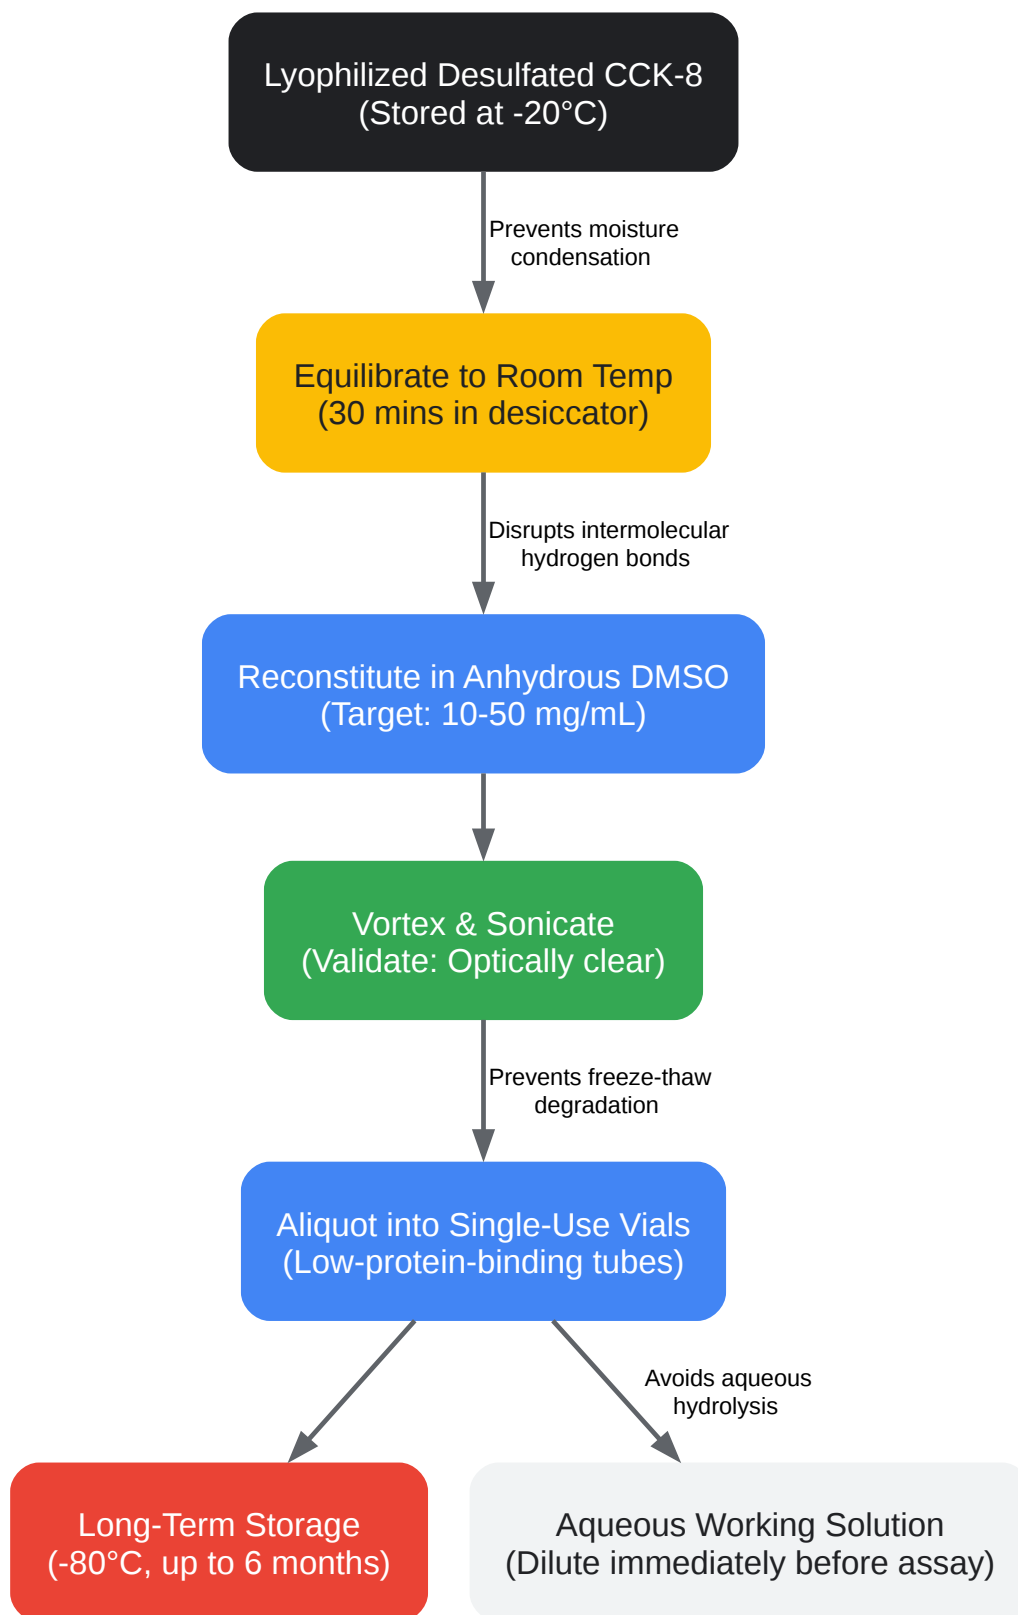 Lyophilized Desulfated CCK-8
(Stored at -20°C)
Prevents moisture
condensation
Equilibrate to Room Temp
(30 mins in desiccator)
Disrupts intermolecular
hydrogen bonds
Reconstitute in Anhydrous DMSO
(Target: 10-50 mg/mL)
Vortex & Sonicate
(Validate: Optically clear)
Prevents freeze-thaw
degradation
Aliquot into Single-Use Vials
(Low-protein-binding tubes)
Avoids aqueous
hydrolysis
Long-Term Storage
(-80°C, up to 6 months)
Aqueous Working Solution
(Dilute immediately before assay)